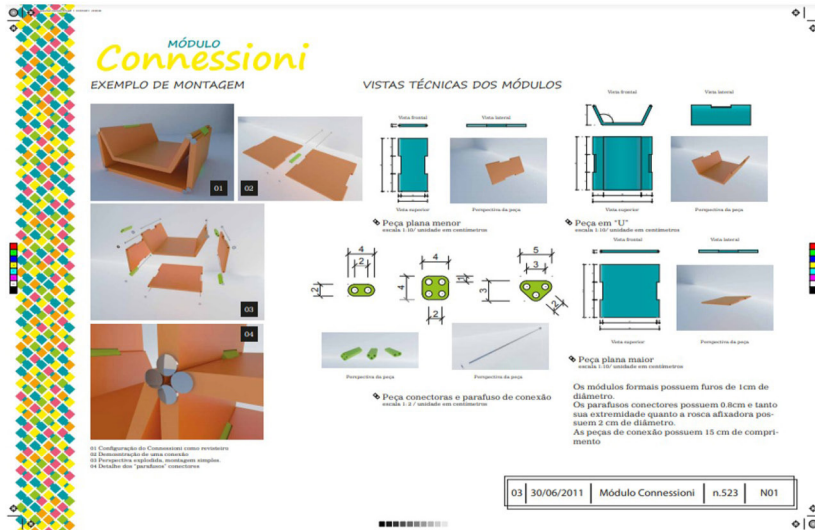 MÓDULO
Connessioni
EXEMPLO DE MONTAGEM
01
02
03
04
01 Configuração do Connessioni como revisteiro
02 Demonstração de uma conexão
03 Perspectiva explodida, montagem simples.
04 Detalhe dos "parafusos" conectores
VISTAS TÉCNICAS DOS MÓDULOS
Vista frontal
Vista lateral
Vista superior
Perspectiva da peça
Peça plana menor
escala 1:10/ unidade em centímetros
Vista frontal
Vista lateral
Vista superior
Perspectiva da peça
Peça em "U"
escala 1:10/ unidade em centímetros
4
2
2
4
4
2
5
3
3
2
Perspectiva da peça
Perspectiva da peça
Peça conectoras e parafuso de conexão
escala 1: 2 / unidade em centímetros
Vista frontal
Vista lateral
Vista superior
Perspectiva da peça
Peça plana maior
escala 1:10/ unidade em centímetros
Os módulos formais possuem furos de 1cm de
diâmetro.
Os parafusos conectores possuem 0.8cm e tanto
sua extremidade quanto a rosca afixadora pos-
suem 2 cm de diâmetro.
As peças de conexão possuem 15 cm de compri-
mento
03 30/06/2011 Módulo Connessioni n.523 N01